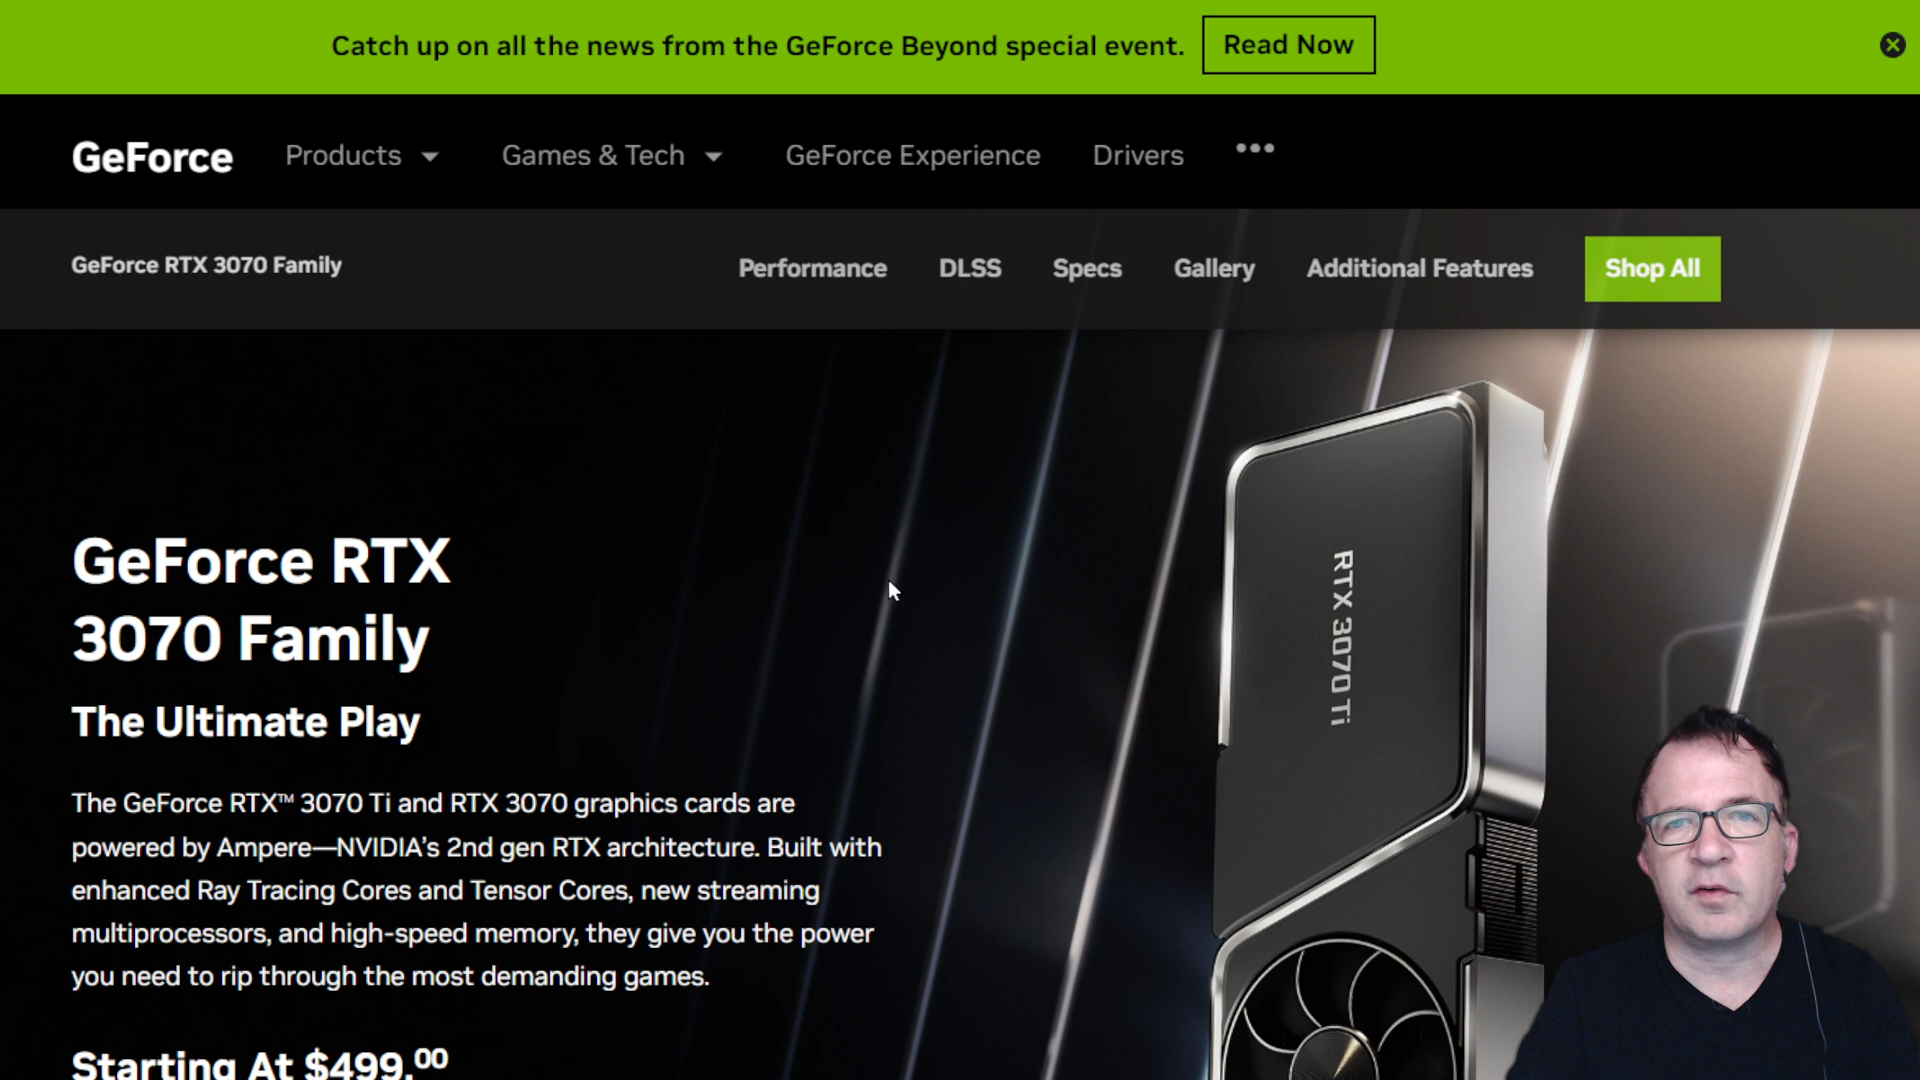 Catch up on all the news from the GeForce Beyond special event. Read Now
GeForce Products Games & Tech GeForce Experience Drivers •••
GeForce RTX 3070 Family Performance DLSS Specs Gallery Additional Features Shop All
GeForce RTX
3070 Family
The Ultimate Play
The GeForce RTX™ 3070 Ti and RTX 3070 graphics cards are
powered by Ampere—NVIDIA’s 2nd gen RTX architecture. Built with
enhanced Ray Tracing Cores and Tensor Cores, new streaming
multiprocessors, and high-speed memory, they give you the power
you need to rip through the most demanding games.
Starting At $499.00
RTX 3070 Ti